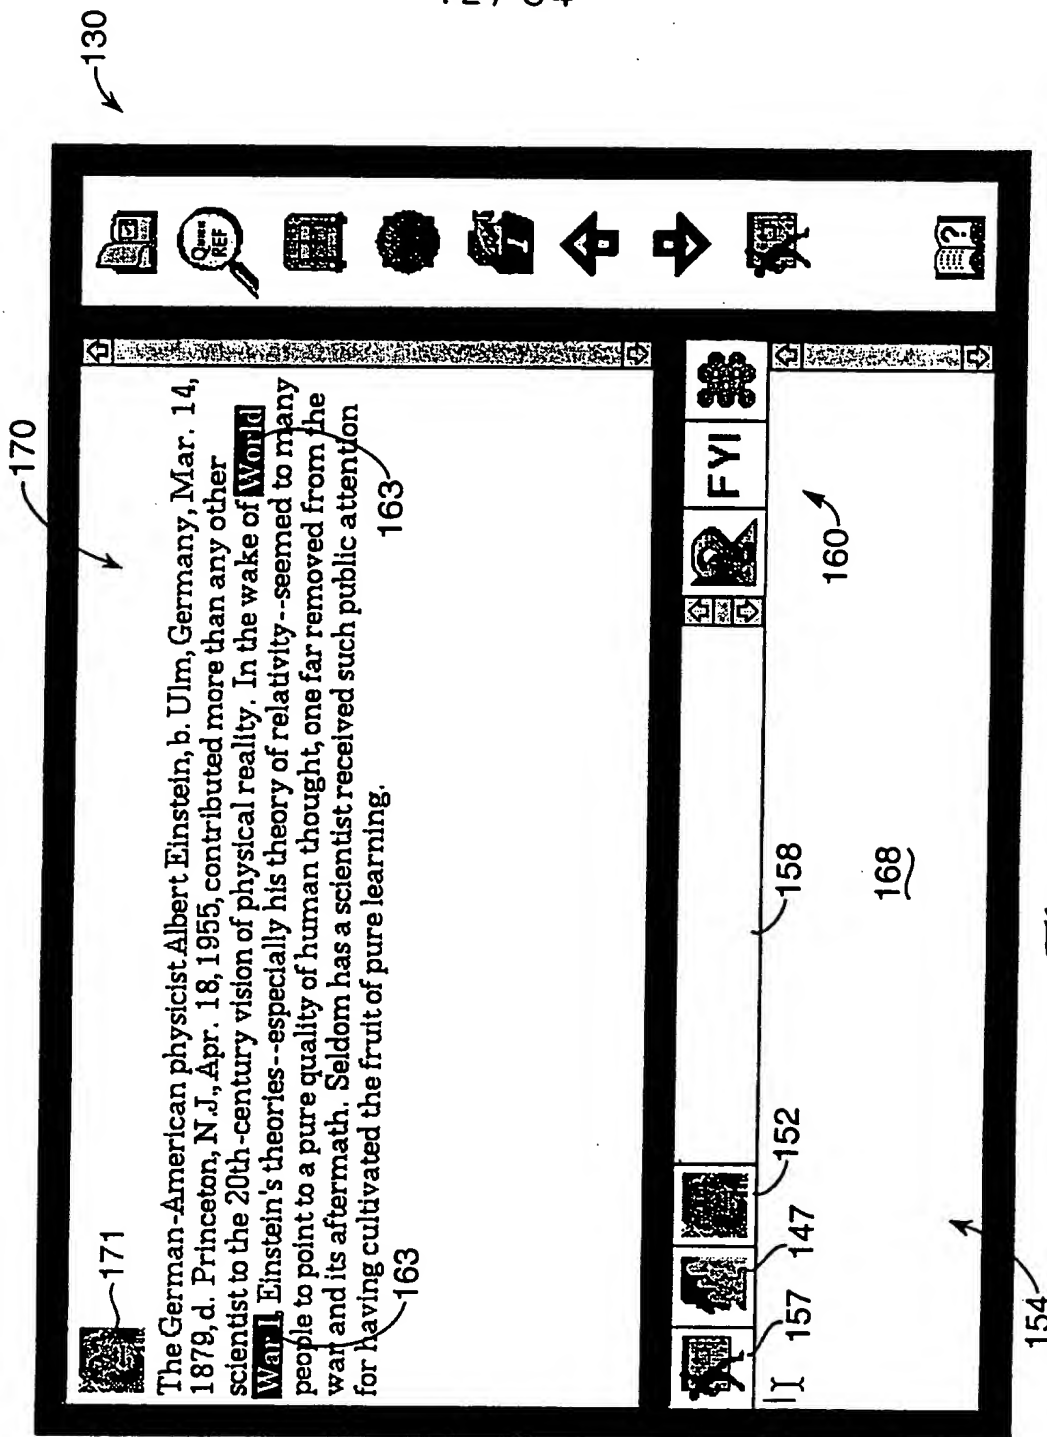 130
170
171
The German-American physicist Albert Einstein, b. Ulm, Germany, Mar. 14,
1879, d. Princeton, N.J., Apr. 18, 1955, contributed more than any other
scientist to the 20th-century vision of physical reality. In the wake of World
War 1, Einstein's theories--especially his theory of relativity--seemed to many
people to point to a pure quality of human thought, one far removed from the
war and its aftermath. Seldom has a scientist received such public attention
for having cultivated the fruit of pure learning.
163
163
QUICK
REF
1
?
FYI
157
147
152
158
160
168
154